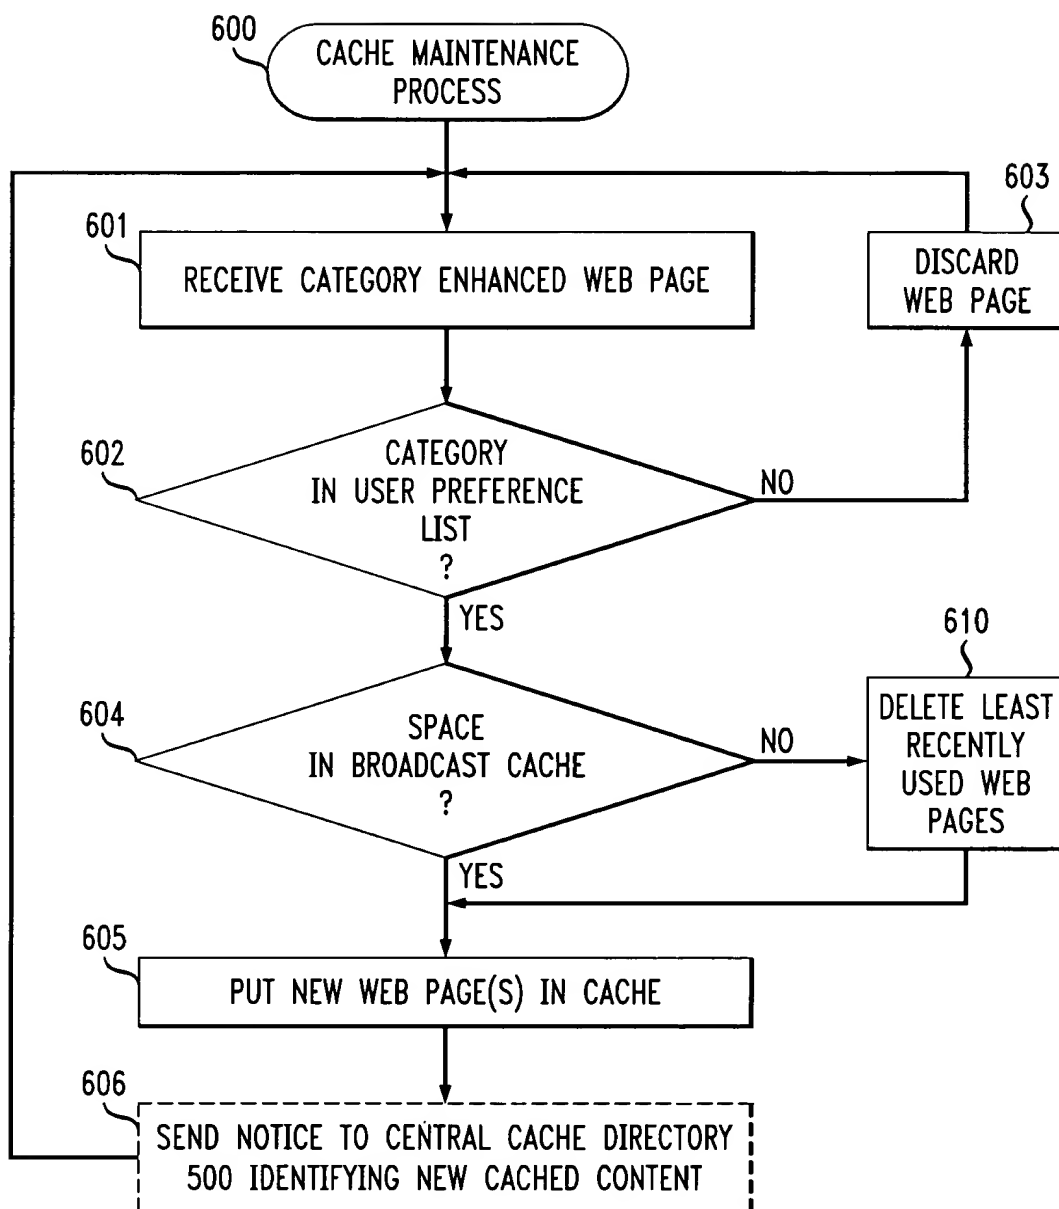 600
CACHE MAINTENANCE
PROCESS
603
601
RECEIVE CATEGORY ENHANCED WEB PAGE
DISCARD
WEB PAGE
602
CATEGORY
IN USER PREFERENCE
LIST
?
NO
YES
610
604
SPACE
IN BROADCAST CACHE
?
NO
DELETE LEAST
RECENTLY
USED WEB
PAGES
YES
605
PUT NEW WEB PAGE(S) IN CACHE
606
SEND NOTICE TO CENTRAL CACHE DIRECTORY
500 IDENTIFYING NEW CACHED CONTENT